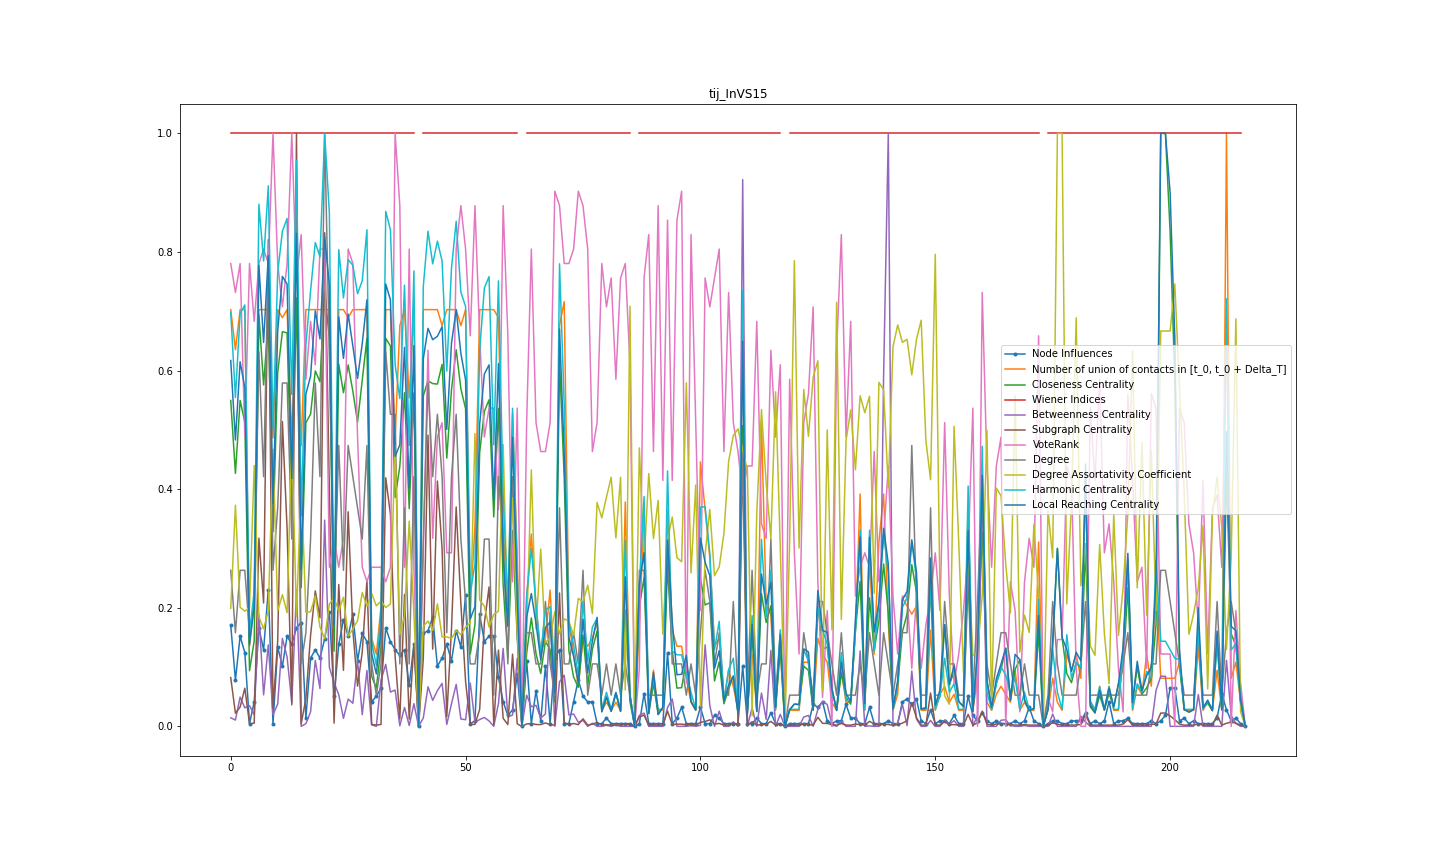 tij_InVS15
1.0
0.8
0.6
0.4
0.2
0.0
Node Influences
Number of union of contacts in [t_0, t_0 + Delta_T]
Closeness Centrality
Wiener Indices
Betweenness Centrality
Subgraph Centrality
VoteRank
Degree
Degree Assortativity Coefficient
Harmonic Centrality
Local Reaching Centrality
0 50 100 150 200